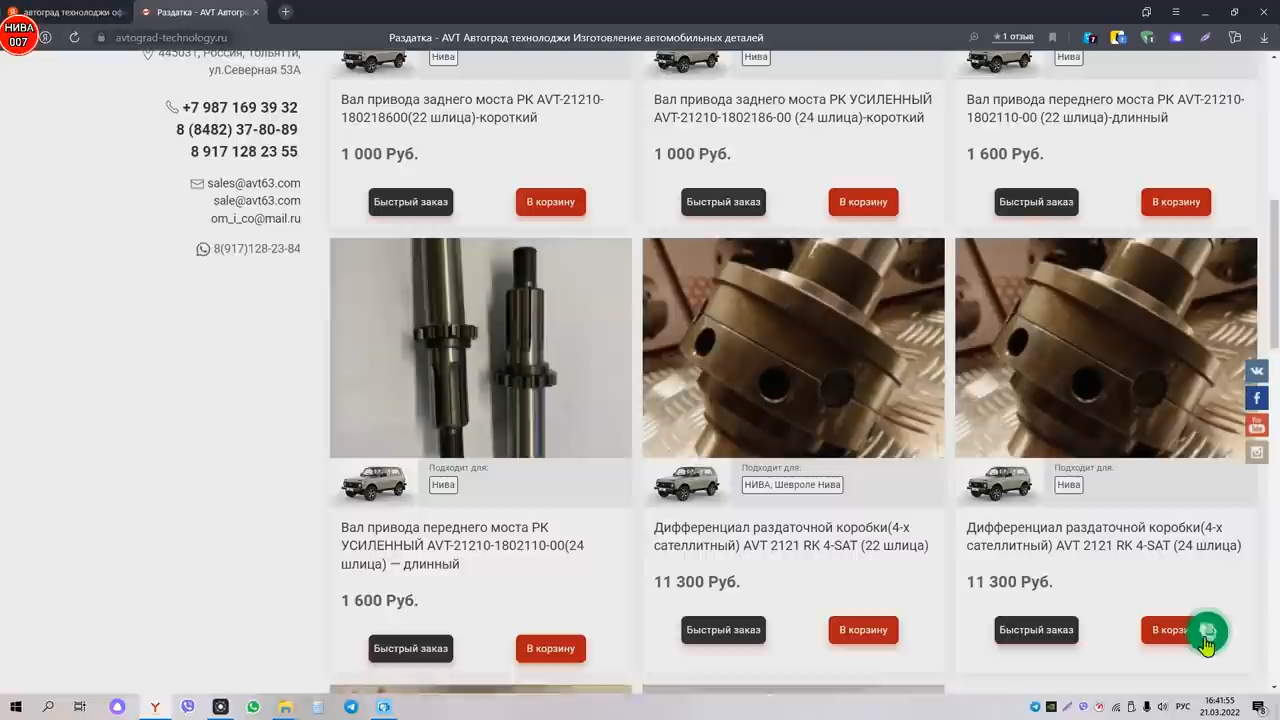 НИВА
007
автоград технолоджи оф
Раздатка - AVT Автогра
avtograd-technology.ru
Раздатка - AVT Автоград технолоджи Изготовление автомобильных деталей
1 отзыв
445031, Россия, Тольятти,
ул.Северная 53А
+7 987 169 39 32
8 (8482) 37-80-89
8 917 128 23 55
sales@avt63.com
sale@avt63.com
om_i_co@mail.ru
8(917)128-23-84
Нива
Вал привода заднего моста РК AVT-21210-
180218600(22 шлица)-короткий
1 000 Руб.
Быстрый заказ
В корзину
Нива
Вал привода заднего моста РК УСИЛЕННЫЙ
AVT-21210-1802186-00 (24 шлица)-короткий
1 000 Руб.
Быстрый заказ
В корзину
Нива
Вал привода переднего моста РК AVT-21210-
1802110-00 (22 шлица)-длинный
1 600 Руб.
Быстрый заказ
В корзину
Подходит для:
Нива
Вал привода переднего моста РК
УСИЛЕННЫЙ AVT-21210-1802110-00(24
шлица) — длинный
1 600 Руб.
Быстрый заказ
В корзину
Подходит для:
НИВА, Шевроле Нива
Дифференциал раздаточной коробки(4-х
сателлитный) AVT 2121 RK 4-SAT (22 шлица)
11 300 Руб.
Быстрый заказ
В корзину
Подходит для:
Нива
Дифференциал раздаточной коробки(4-х
сателлитный) AVT 2121 RK 4-SAT (24 шлица)
11 300 Руб.
Быстрый заказ
В корзи
You
Tube
РУС
16:41:55
21.03.2022